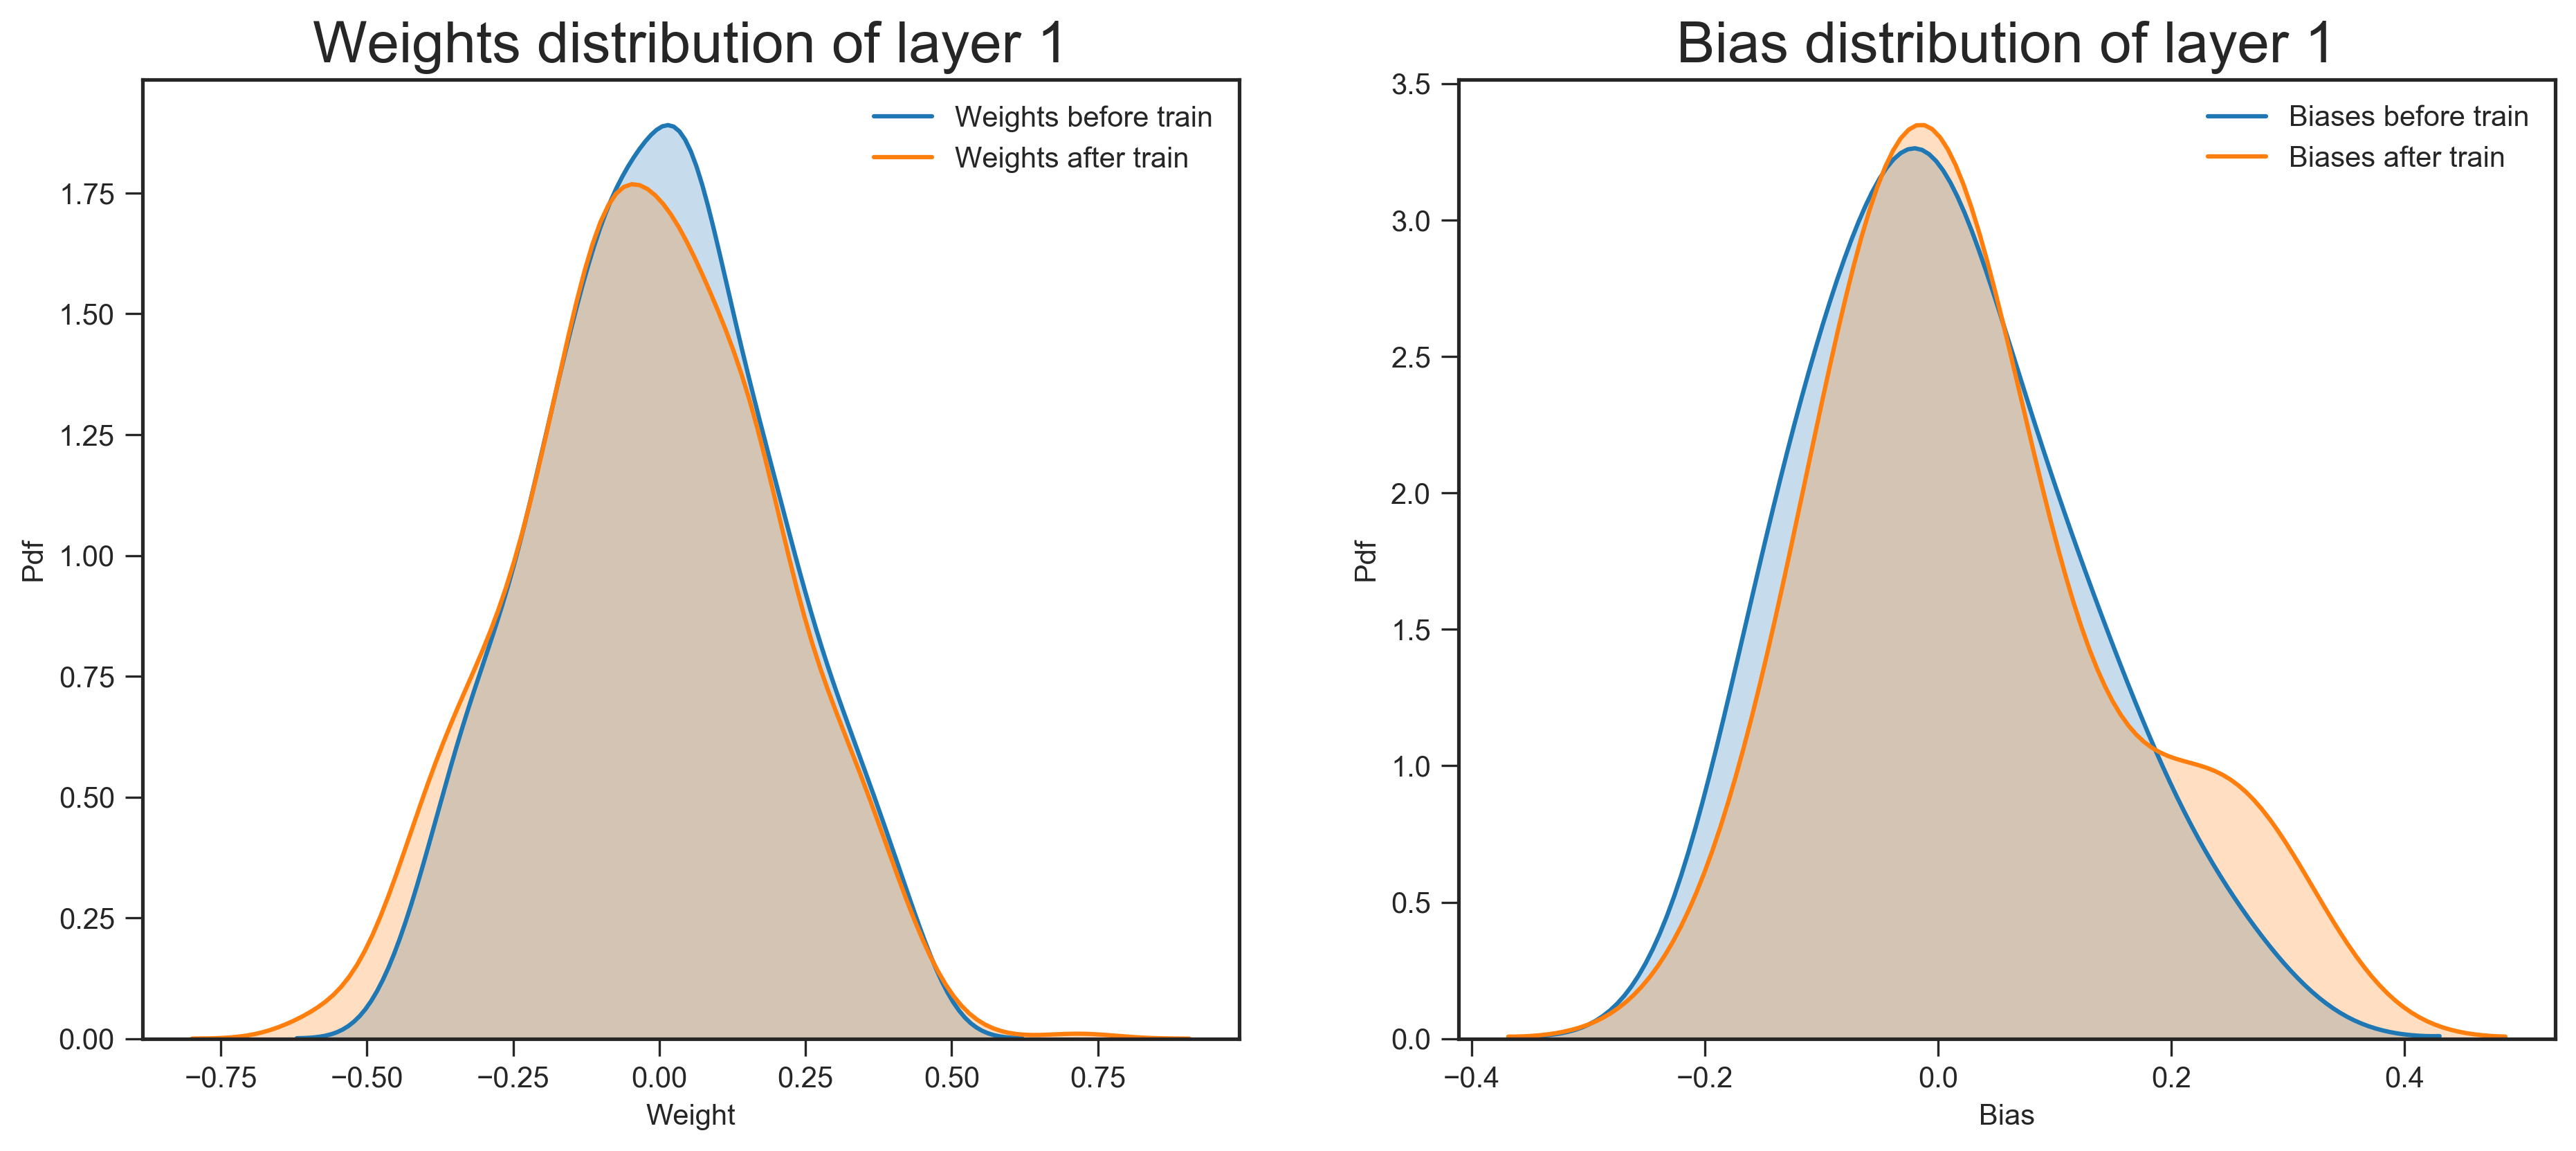 Weights distribution of layer 1
Weights before train
Weights after train
Pdf
1.75
1.50
1.25
1.00
0.75
0.50
0.25
0.00
−0.75 −0.50 −0.25 0.00 0.25 0.50 0.75
Weight
Bias distribution of layer 1
Biases before train
Biases after train
Pdf
3.5
3.0
2.5
2.0
1.5
1.0
0.5
0.0
−0.4 −0.2 0.0 0.2 0.4
Bias